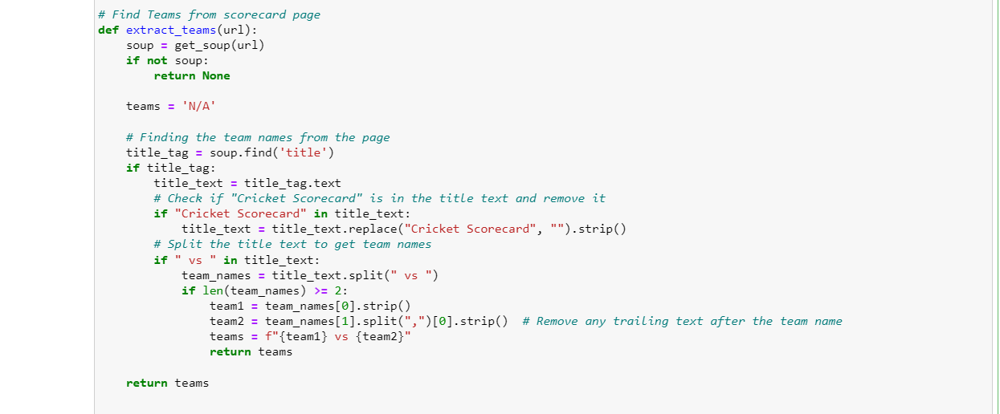 # Find Teams from scorecard page
def extract_teams(url):
    soup = get_soup(url)
    if not soup:
        return None

    teams = 'N/A'

    # Finding the team names from the page
    title_tag = soup.find('title')
    if title_tag:
        title_text = title_tag.text
        # Check if "Cricket Scorecard" is in the title text and remove it
        if "Cricket Scorecard" in title_text:
            title_text = title_text.replace("Cricket Scorecard", "").strip()
        # Split the title text to get team names
        if " vs " in title_text:
            team_names = title_text.split(" vs ")
            if len(team_names) >= 2:
                team1 = team_names[0].strip()
                team2 = team_names[1].split(",")[0].strip()  # Remove any trailing text after the team name
                teams = f"{team1} vs {team2}"
                return teams

    return teams